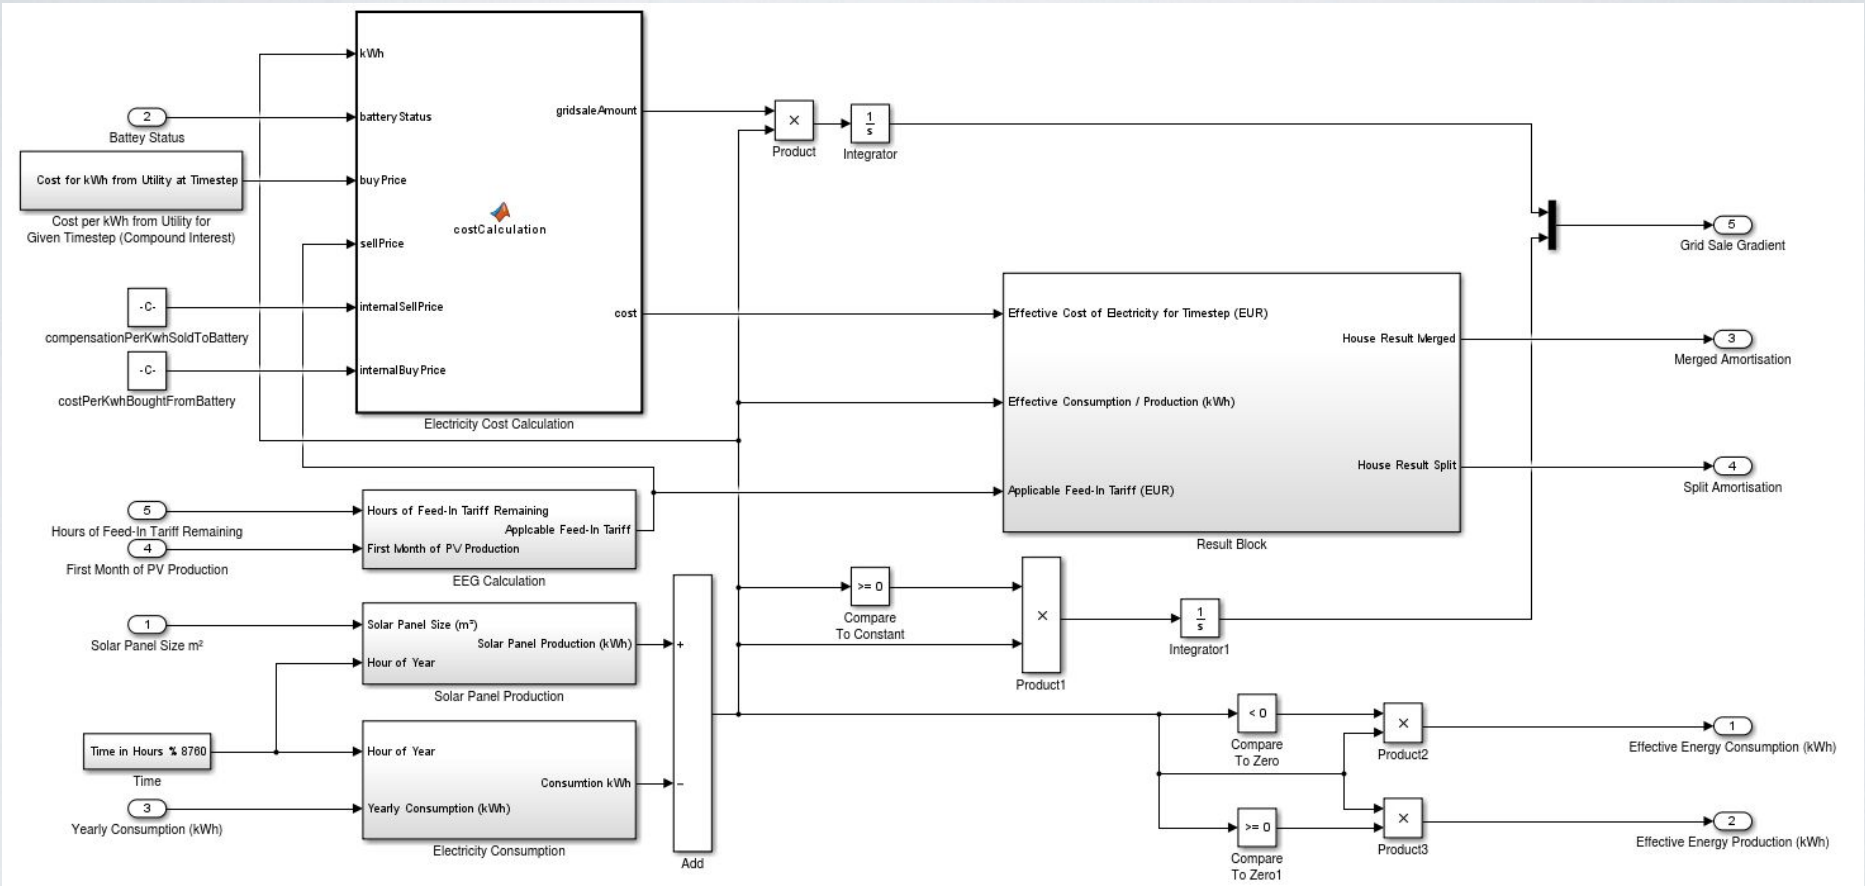 kWh
battery Status
buy Price
sellPrice
internalSellPrice
internalBuy Price
gridsaleAmount
cost
costCalculation
Electricity Cost Calculation
2
Battey Status
Cost for kWh from Utility at Timestep
Cost per kWh from Utility for
Given Timestep (Compound Interest)
-C-
compensationPerKwhSoldToBattery
-C-
costPerKwhBoughtFromBattery
×
Product
1
s
Integrator
5
Grid Sale Gradient
Effective Cost of Electricity for Timestep (EUR)
Effective Consumption / Production (kWh)
Applicable Feed-In Tariff (EUR)
House Result Merged
House Result Split
Result Block
3
Merged Amortisation
4
Split Amortisation
5
Hours of Feed-In Tariff Remaining
4
First Month of PV Production
Hours of Feed-In Tariff Remaining
Applcable Feed-In Tariff
First Month of PV Production
EEG Calculation
1
Solar Panel Size m²
Solar Panel Size (m²)
Solar Panel Production (kWh)
Hour of Year
Solar Panel Production
Time in Hours % 8760
Time
3
Yearly Consumption (kWh)
Hour of Year
Consumtion kWh
Yearly Consumption (kWh)
Electricity Consumption
+
−
Add
>= 0
Compare
To Constant
×
Product1
1
s
Integrator1
< 0
Compare
To Zero
×
Product2
1
Effective Energy Consumption (kWh)
>= 0
Compare
To Zero1
×
Product3
2
Effective Energy Production (kWh)